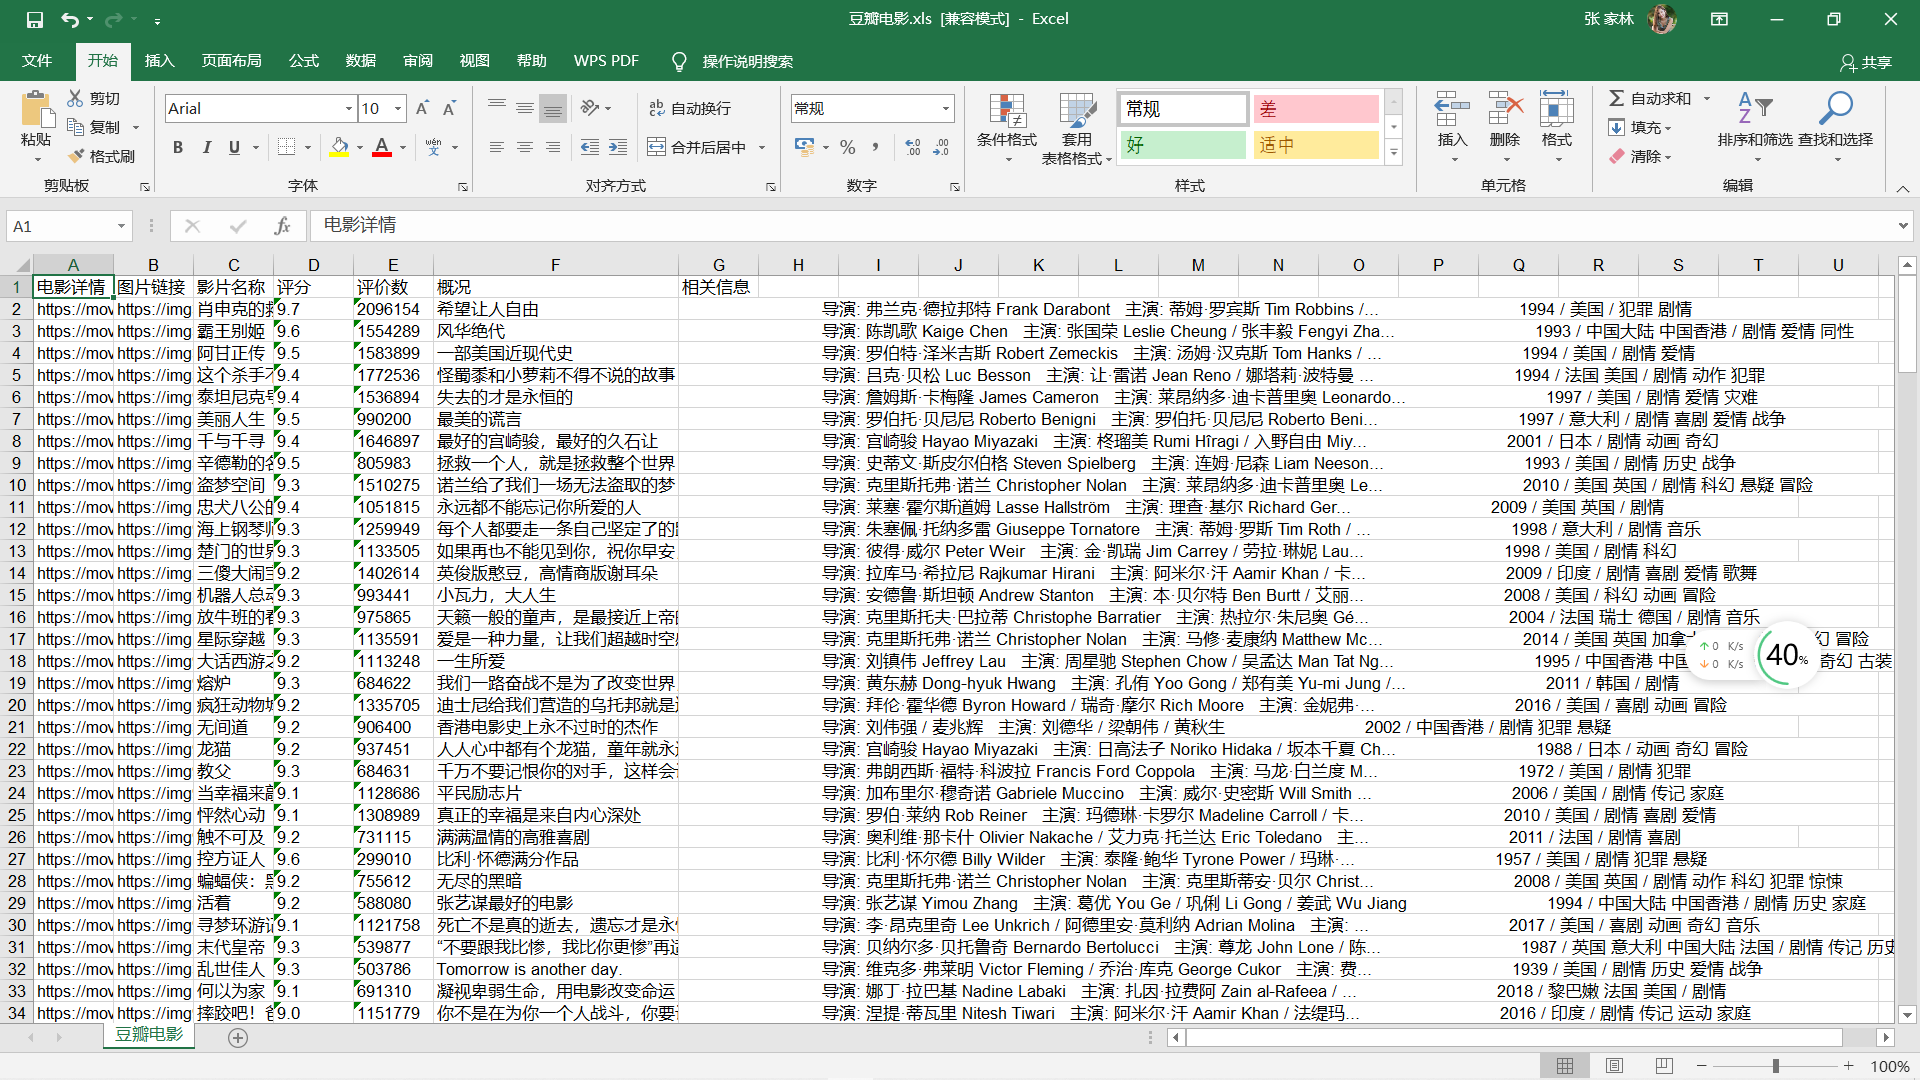 豆瓣电影.xls [兼容模式] - Excel
张 家林
文件 开始 插入 页面布局 公式 数据 审阅 视图 帮助 WPS PDF 操作说明搜索 共享
粘贴 剪切 复制 格式刷 剪贴板
Arial 10 B I U wén 字体
自动换行 合并后居中 对齐方式
常规 % 数字
条件格式 套用 表格格式 常规 差 好 适中 样式
插入 删除 格式 单元格
自动求和 填充 清除 排序和筛选 查找和选择 编辑
A1 fx 电影详情
A B C D E F G H I J K L M N O P Q R S T U
1 电影详情 图片链接 影片名称 评分 评价数 概况 相关信息
2 https://mov https://img 肖申克的救 9.7 2096154 希望让人自由 导演: 弗兰克·德拉邦特 Frank Darabont 主演: 蒂姆·罗宾斯 Tim Robbins /... 1994 / 美国 / 犯罪 剧情
3 https://mov https://img 霸王别姬 9.6 1554289 风华绝代 导演: 陈凯歌 Kaige Chen 主演: 张国荣 Leslie Cheung / 张丰毅 Fengyi Zha... 1993 / 中国大陆 中国香港 / 剧情 爱情 同性
4 https://mov https://img 阿甘正传 9.5 1583899 一部美国近现代史 导演: 罗伯特·泽米吉斯 Robert Zemeckis 主演: 汤姆·汉克斯 Tom Hanks / ... 1994 / 美国 / 剧情 爱情
5 https://mov https://img 这个杀手不 9.4 1772536 怪蜀黍和小萝莉不得不说的故事 导演: 吕克·贝松 Luc Besson 主演: 让·雷诺 Jean Reno / 娜塔莉·波特曼 ... 1994 / 法国 美国 / 剧情 动作 犯罪
6 https://mov https://img 泰坦尼克号 9.4 1536894 失去的才是永恒的 导演: 詹姆斯·卡梅隆 James Cameron 主演: 莱昂纳多·迪卡普里奥 Leonardo... 1997 / 美国 / 剧情 爱情 灾难
7 https://mov https://img 美丽人生 9.5 990200 最美的谎言 导演: 罗伯托·贝尼尼 Roberto Benigni 主演: 罗伯托·贝尼尼 Roberto Beni... 1997 / 意大利 / 剧情 喜剧 爱情 战争
8 https://mov https://img 千与千寻 9.4 1646897 最好的宫崎骏，最好的久石让 导演: 宫崎骏 Hayao Miyazaki 主演: 柊瑠美 Rumi Hîragi / 入野自由 Miy... 2001 / 日本 / 剧情 动画 奇幻
9 https://mov https://img 辛德勒的名 9.5 805983 拯救一个人，就是拯救整个世界 导演: 史蒂文·斯皮尔伯格 Steven Spielberg 主演: 连姆·尼森 Liam Neeson... 1993 / 美国 / 剧情 历史 战争
10 https://mov https://img 盗梦空间 9.3 1510275 诺兰给了我们一场无法盗取的梦 导演: 克里斯托弗·诺兰 Christopher Nolan 主演: 莱昂纳多·迪卡普里奥 Le... 2010 / 美国 英国 / 剧情 科幻 悬疑 冒险
11 https://mov https://img 忠犬八公的 9.4 1051815 永远都不能忘记你所爱的人 导演: 莱塞·霍尔斯道姆 Lasse Hallström 主演: 理查·基尔 Richard Ger... 2009 / 美国 英国 / 剧情
12 https://mov https://img 海上钢琴师 9.3 1259949 每个人都要走一条自己坚定了的路 导演: 朱塞佩·托纳多雷 Giuseppe Tornatore 主演: 蒂姆·罗斯 Tim Roth / ... 1998 / 意大利 / 剧情 音乐
13 https://mov https://img 楚门的世界 9.3 1133505 如果再也不能见到你，祝你早安 导演: 彼得·威尔 Peter Weir 主演: 金·凯瑞 Jim Carrey / 劳拉·琳妮 Lau... 1998 / 美国 / 剧情 科幻
14 https://mov https://img 三傻大闹宝 9.2 1402614 英俊版憨豆，高情商版谢耳朵 导演: 拉库马·希拉尼 Rajkumar Hirani 主演: 阿米尔·汗 Aamir Khan / 卡... 2009 / 印度 / 剧情 喜剧 爱情 歌舞
15 https://mov https://img 机器人总动 9.3 993441 小瓦力，大人生 导演: 安德鲁·斯坦顿 Andrew Stanton 主演: 本·贝尔特 Ben Burtt / 艾丽... 2008 / 美国 / 科幻 动画 冒险
16 https://mov https://img 放牛班的春 9.3 975865 天籁一般的童声，是最接近上帝的 导演: 克里斯托夫·巴拉蒂 Christophe Barratier 主演: 热拉尔·朱尼奥 Gé... 2004 / 法国 瑞士 德国 / 剧情 音乐
17 https://mov https://img 星际穿越 9.3 1135591 爱是一种力量，让我们超越时空感 导演: 克里斯托弗·诺兰 Christopher Nolan 主演: 马修·麦康纳 Matthew Mc... 2014 / 美国 英国 加拿大 幻 冒险
18 https://mov https://img 大话西游之 9.2 1113248 一生所爱 导演: 刘镇伟 Jeffrey Lau 主演: 周星驰 Stephen Chow / 吴孟达 Man Tat Ng... 1995 / 中国香港 中国 奇幻 古装
19 https://mov https://img 熔炉 9.3 684622 我们一路奋战不是为了改变世界 导演: 黄东赫 Dong-hyuk Hwang 主演: 孔侑 Yoo Gong / 郑有美 Yu-mi Jung /... 2011 / 韩国 / 剧情
20 https://mov https://img 疯狂动物城 9.2 1335705 迪士尼给我们营造的乌托邦就是这 导演: 拜伦·霍华德 Byron Howard / 瑞奇·摩尔 Rich Moore 主演: 金妮弗·... 2016 / 美国 / 喜剧 动画 冒险
21 https://mov https://img 无间道 9.2 906400 香港电影史上永不过时的杰作 导演: 刘伟强 / 麦兆辉 主演: 刘德华 / 梁朝伟 / 黄秋生 2002 / 中国香港 / 剧情 犯罪 悬疑
22 https://mov https://img 龙猫 9.2 937451 人人心中都有个龙猫，童年就永远 导演: 宫崎骏 Hayao Miyazaki 主演: 日高法子 Noriko Hidaka / 坂本千夏 Ch... 1988 / 日本 / 动画 奇幻 冒险
23 https://mov https://img 教父 9.3 684631 千万不要记恨你的对手，这样会让 导演: 弗朗西斯·福特·科波拉 Francis Ford Coppola 主演: 马龙·白兰度 M... 1972 / 美国 / 剧情 犯罪
24 https://mov https://img 当幸福来敲 9.1 1128686 平民励志片 导演: 加布里尔·穆奇诺 Gabriele Muccino 主演: 威尔·史密斯 Will Smith ... 2006 / 美国 / 剧情 传记 家庭
25 https://mov https://img 怦然心动 9.1 1308989 真正的幸福是来自内心深处 导演: 罗伯·莱纳 Rob Reiner 主演: 玛德琳·卡罗尔 Madeline Carroll / 卡... 2010 / 美国 / 剧情 喜剧 爱情
26 https://mov https://img 触不可及 9.2 731115 满满温情的高雅喜剧 导演: 奥利维·那卡什 Olivier Nakache / 艾力克·托兰达 Eric Toledano 主... 2011 / 法国 / 剧情 喜剧
27 https://mov https://img 控方证人 9.6 299010 比利·怀德满分作品 导演: 比利·怀尔德 Billy Wilder 主演: 泰隆·鲍华 Tyrone Power / 玛琳·... 1957 / 美国 / 剧情 犯罪 悬疑
28 https://mov https://img 蝙蝠侠：黑 9.2 755612 无尽的黑暗 导演: 克里斯托弗·诺兰 Christopher Nolan 主演: 克里斯蒂安·贝尔 Christ... 2008 / 美国 英国 / 剧情 动作 科幻 犯罪 惊悚
29 https://mov https://img 活着 9.2 588080 张艺谋最好的电影 导演: 张艺谋 Yimou Zhang 主演: 葛优 You Ge / 巩俐 Li Gong / 姜武 Wu Jiang 1994 / 中国大陆 中国香港 / 剧情 历史 家庭
30 https://mov https://img 寻梦环游记 9.1 1121758 死亡不是真的逝去，遗忘才是永恒 导演: 李·昂克里奇 Lee Unkrich / 阿德里安·莫利纳 Adrian Molina 主演: ... 2017 / 美国 / 喜剧 动画 奇幻 音乐
31 https://mov https://img 末代皇帝 9.3 539877 “不要跟我比惨，我比你更惨”再适 导演: 贝纳尔多·贝托鲁奇 Bernardo Bertolucci 主演: 尊龙 John Lone / 陈... 1987 / 英国 意大利 中国大陆 法国 / 剧情 传记 历史
32 https://mov https://img 乱世佳人 9.3 503786 Tomorrow is another day. 导演: 维克多·弗莱明 Victor Fleming / 乔治·库克 George Cukor 主演: 费... 1939 / 美国 / 剧情 历史 爱情 战争
33 https://mov https://img 何以为家 9.1 691310 凝视卑弱生命，用电影改变命运 导演: 娜丁·拉巴基 Nadine Labaki 主演: 扎因·拉费阿 Zain al-Rafeea / ... 2018 / 黎巴嫩 法国 美国 / 剧情
34 https://mov https://img 摔跤吧！爸 9.0 1151779 你不是在为你一个人战斗，你要让 导演: 涅提·蒂瓦里 Nitesh Tiwari 主演: 阿米尔·汗 Aamir Khan / 法缇玛... 2016 / 印度 / 剧情 传记 运动 家庭
0 K/s
0 K/s
40%
豆瓣电影
100%